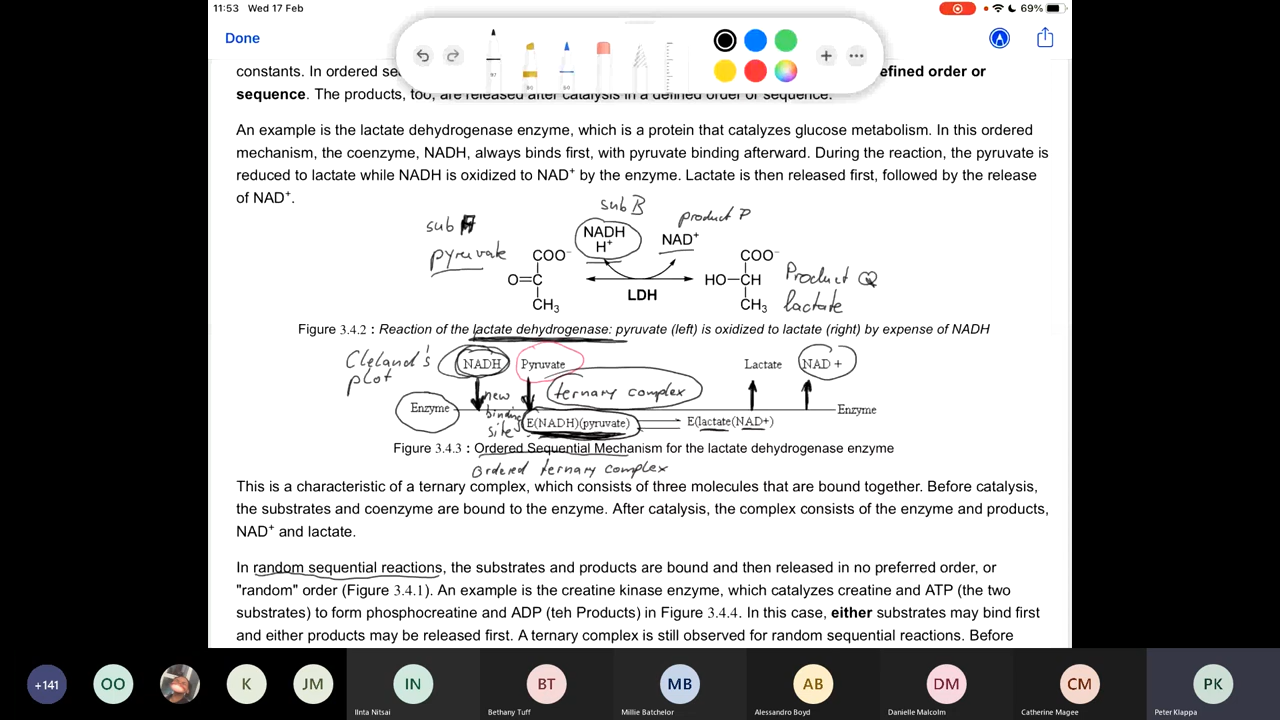 11:53 Wed 17 Feb
69%
Done
constants. In ordered se
efined order or
sequence. The products, too, are released after catalysis in a defined order or sequence.
An example is the lactate dehydrogenase enzyme, which is a protein that catalyzes glucose metabolism. In this ordered
mechanism, the coenzyme, NADH, always binds first, with pyruvate binding afterward. During the reaction, the pyruvate is
reduced to lactate while NADH is oxidized to NAD+ by the enzyme. Lactate is then released first, followed by the release
of NAD+.
sub B
sub A
product P
NADH
H+
NAD+
pyruvate
COO−
O=C
CH3
LDH
COO−
HO—CH
CH3
Product Q
lactate
Figure 3.4.2 : Reaction of the lactate dehydrogenase: pyruvate (left) is oxidized to lactate (right) by expense of NADH
Cleland's
plot
NADH
Pyruvate
Lactate
NAD +
ternary complex
new
binding
site
Enzyme
Enzyme
E(NADH)(pyruvate)
E(lactate(NAD+)
Figure 3.4.3 : Ordered Sequential Mechanism for the lactate dehydrogenase enzyme
Ordered ternary complex
This is a characteristic of a ternary complex, which consists of three molecules that are bound together. Before catalysis,
the substrates and coenzyme are bound to the enzyme. After catalysis, the complex consists of the enzyme and products,
NAD+ and lactate.
In random sequential reactions, the substrates and products are bound and then released in no preferred order, or
"random" order (Figure 3.4.1). An example is the creatine kinase enzyme, which catalyzes creatine and ATP (the two
substrates) to form phosphocreatine and ADP (teh Products) in Figure 3.4.4. In this case, either substrates may bind first
and either products may be released first. A ternary complex is still observed for random sequential reactions. Before
+141
OO
K
JM
IN
BT
MB
AB
DM
CM
PK
Ilnta Nitsai
Bethany Tuff
Millie Batchelor
Alessandro Boyd
Danielle Malcolm
Catherine Magee
Peter Klappa